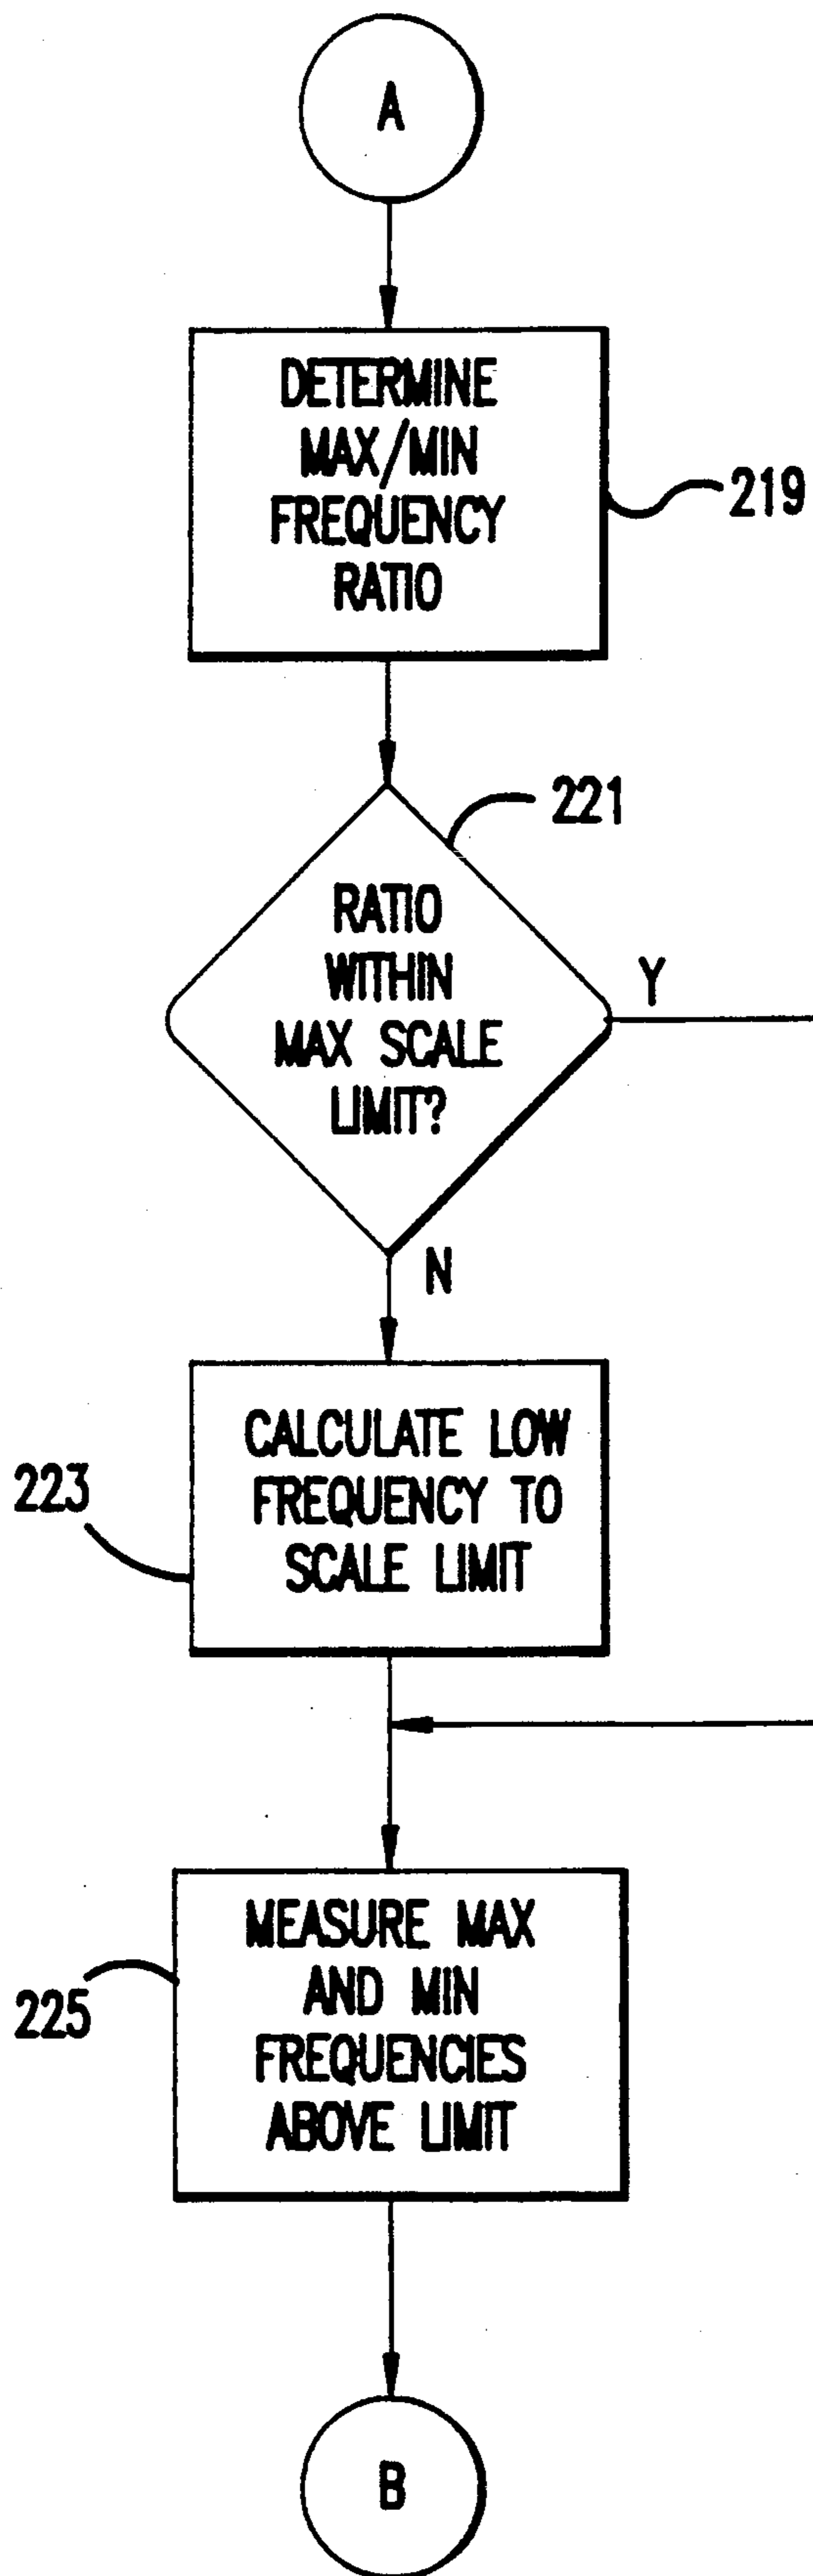 A
DETERMINE
MAX/MIN
FREQUENCY
RATIO
219
221
RATIO
WITHIN
MAX SCALE
LIMIT?
Y
N
CALCULATE LOW
FREQUENCY TO
SCALE LIMIT
223
MEASURE MAX
AND MIN
FREQUENCIES
ABOVE LIMIT
225
B